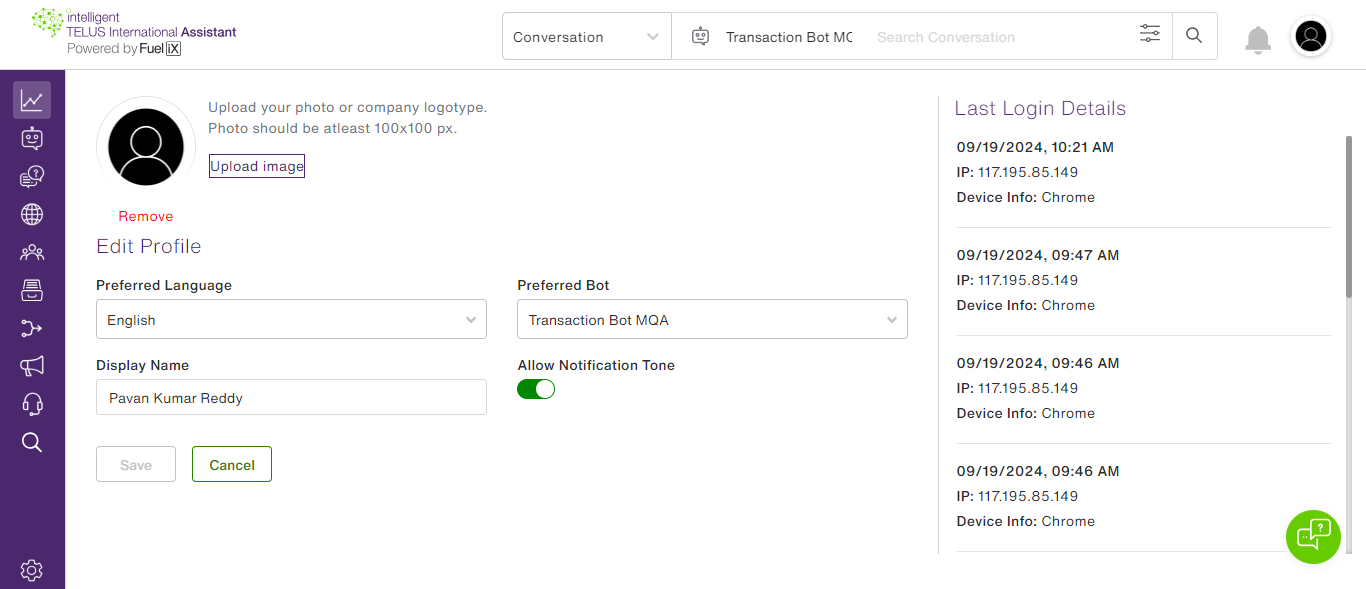 intelligent
TELUS International Assistant
Powered by Fuel iX
Conversation
Transaction Bot MC
Search Conversation
Upload your photo or company logotype.
Photo should be atleast 100x100 px.
Upload image
Remove
Edit Profile
Preferred Language
Preferred Bot
English
Transaction Bot MQA
Display Name
Allow Notification Tone
Pavan Kumar Reddy
Save
Cancel
Last Login Details
09/19/2024, 10:21 AM
IP: 117.195.85.149
Device Info: Chrome
09/19/2024, 09:47 AM
IP: 117.195.85.149
Device Info: Chrome
09/19/2024, 09:46 AM
IP: 117.195.85.149
Device Info: Chrome
09/19/2024, 09:46 AM
IP: 117.195.85.149
Device Info: Chrome